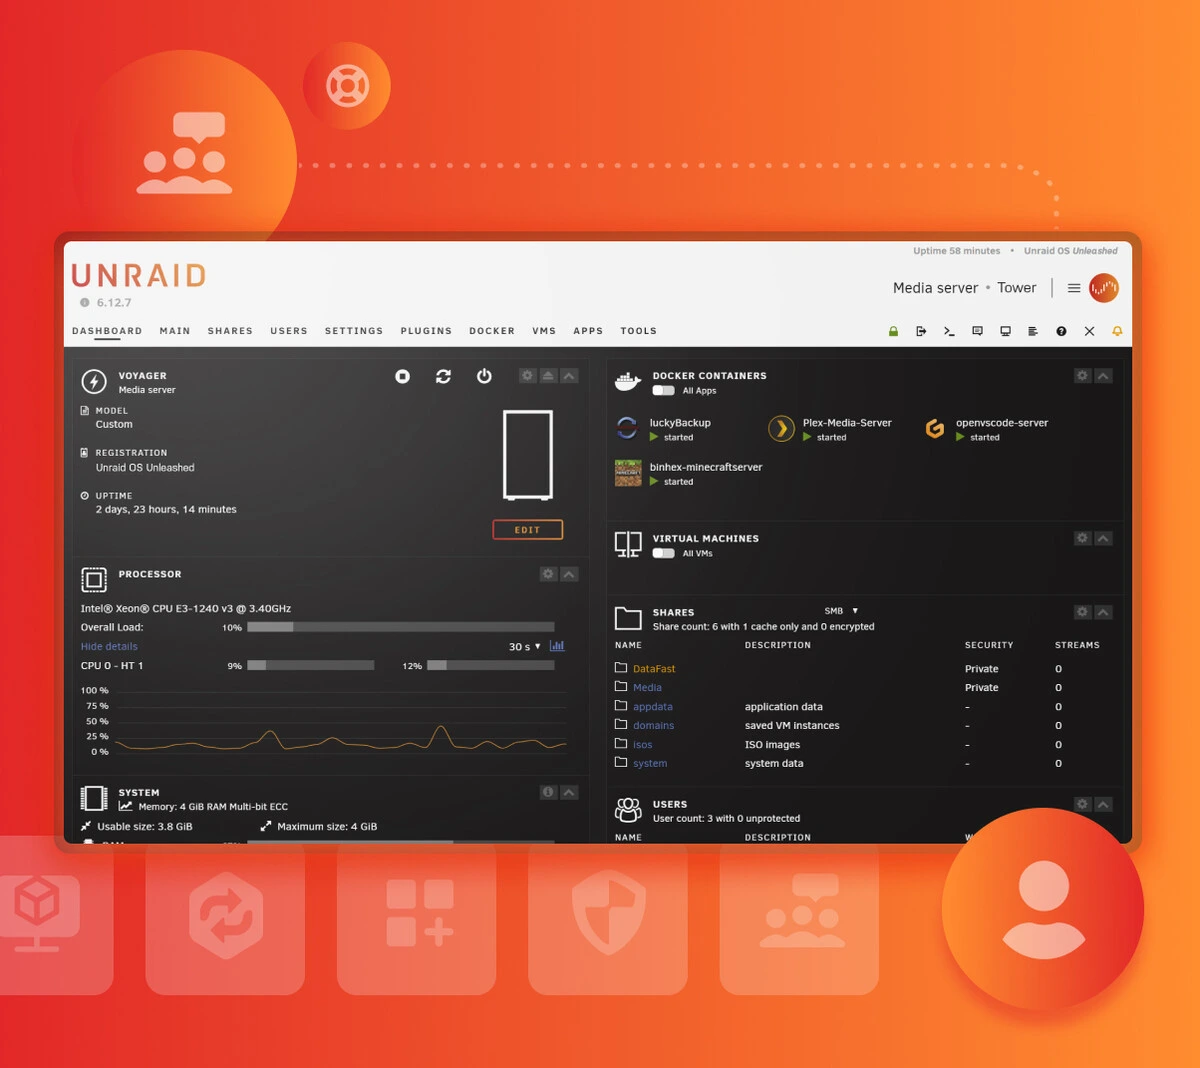 Uptime 58 minutes • Unraid OS Unleashed
UNRAID
6.12.7
Media server • Tower
DASHBOARD MAIN SHARES USERS SETTINGS PLUGINS DOCKER VMS APPS TOOLS
VOYAGER
Media server
MODEL
Custom
REGISTRATION
Unraid OS Unleashed
UPTIME
2 days, 23 hours, 14 minutes
EDIT
PROCESSOR
Intel® Xeon® CPU E3-1240 v3 @ 3.40GHz
Overall Load: 10%
Hide details 30 s
CPU 0 - HT 1 9% 12%
100 %
75 %
50 %
25 %
0 %
SYSTEM
Memory: 4 GiB RAM Multi-bit ECC
Usable size: 3.8 GiB Maximum size: 4 GiB
DOCKER CONTAINERS
All Apps
luckyBackup
started
Plex-Media-Server
started
openvscode-server
started
binhex-minecraftserver
started
VIRTUAL MACHINES
All VMs
SHARES SMB
Share count: 6 with 1 cache only and 0 encrypted
NAME DESCRIPTION SECURITY STREAMS
DataFast Private 0
Media Private 0
appdata application data - 0
domains saved VM instances - 0
isos ISO images - 0
system system data - 0
USERS
User count: 3 with 0 unprotected
NAME DESCRIPTION